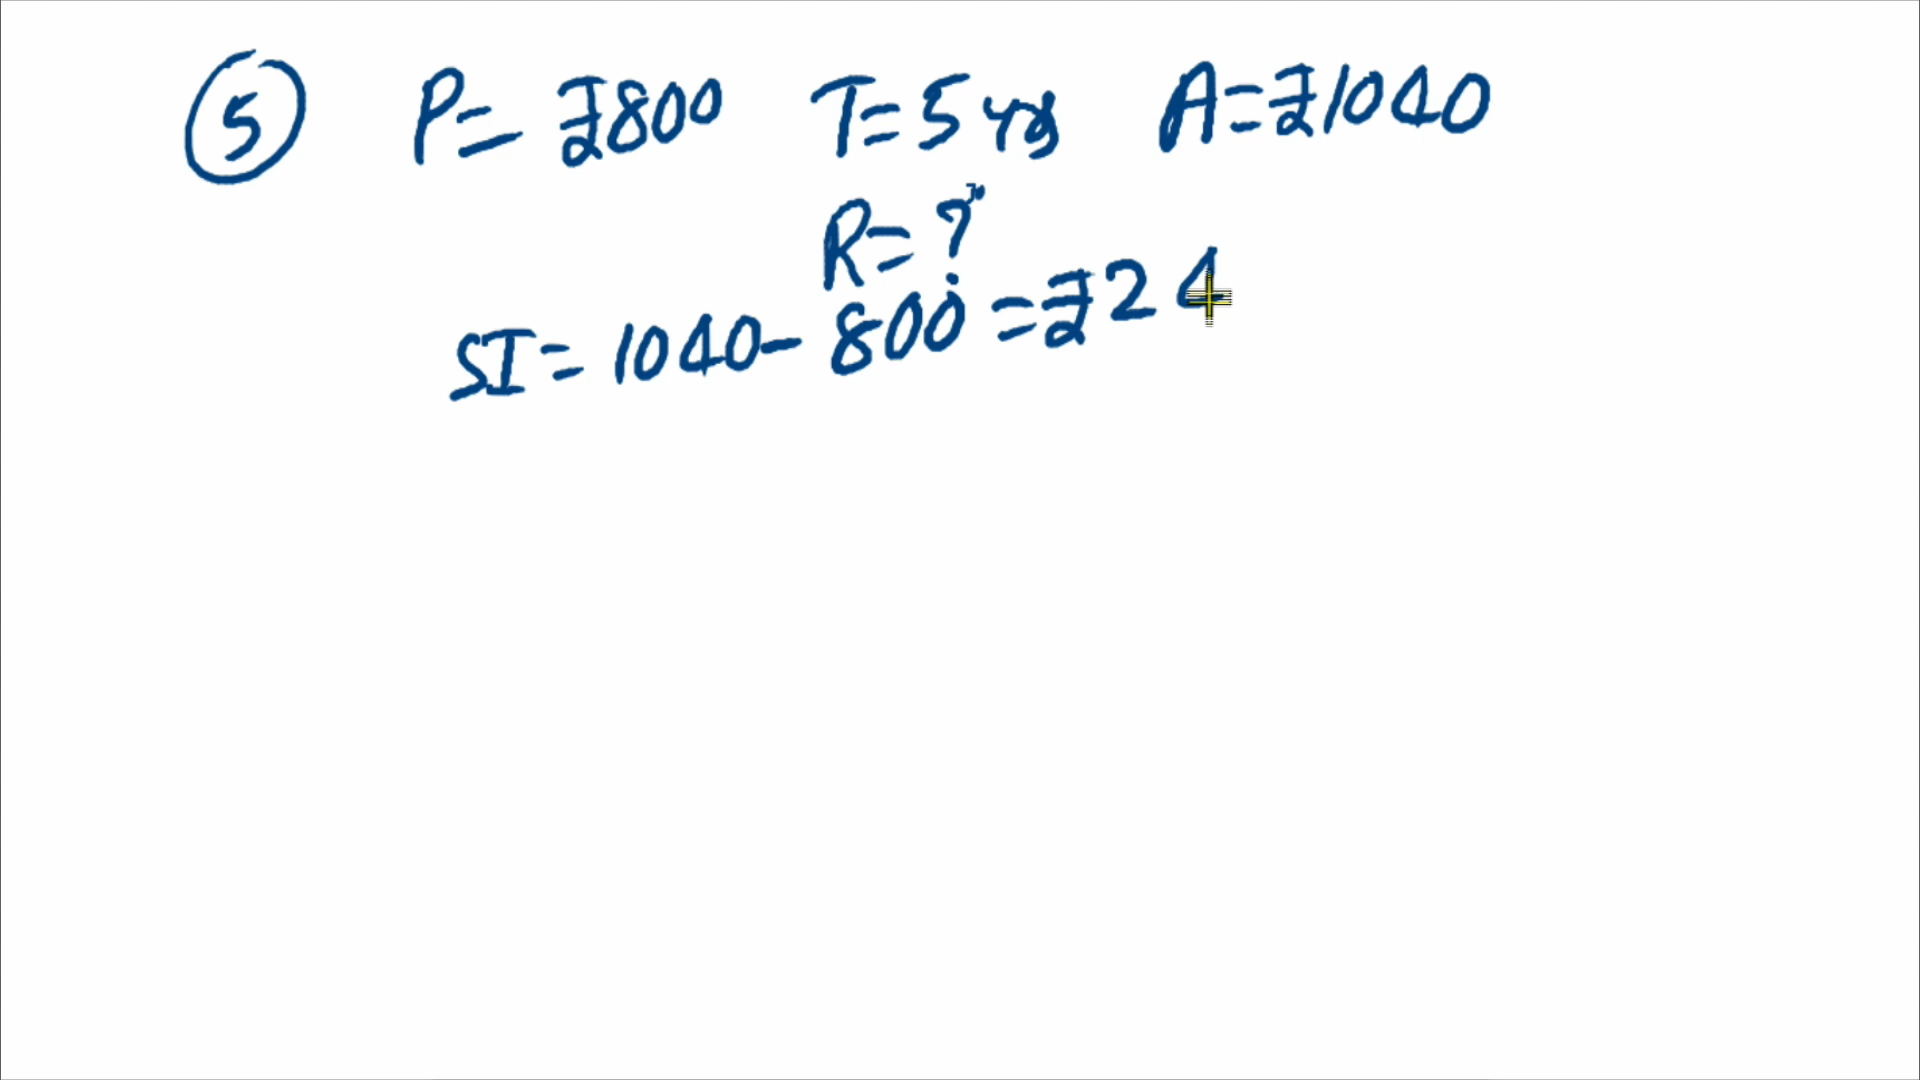 5 P= ₹800 T= 5 yrs A= ₹1040
R= ?
SI= 1040- 800 = ₹24